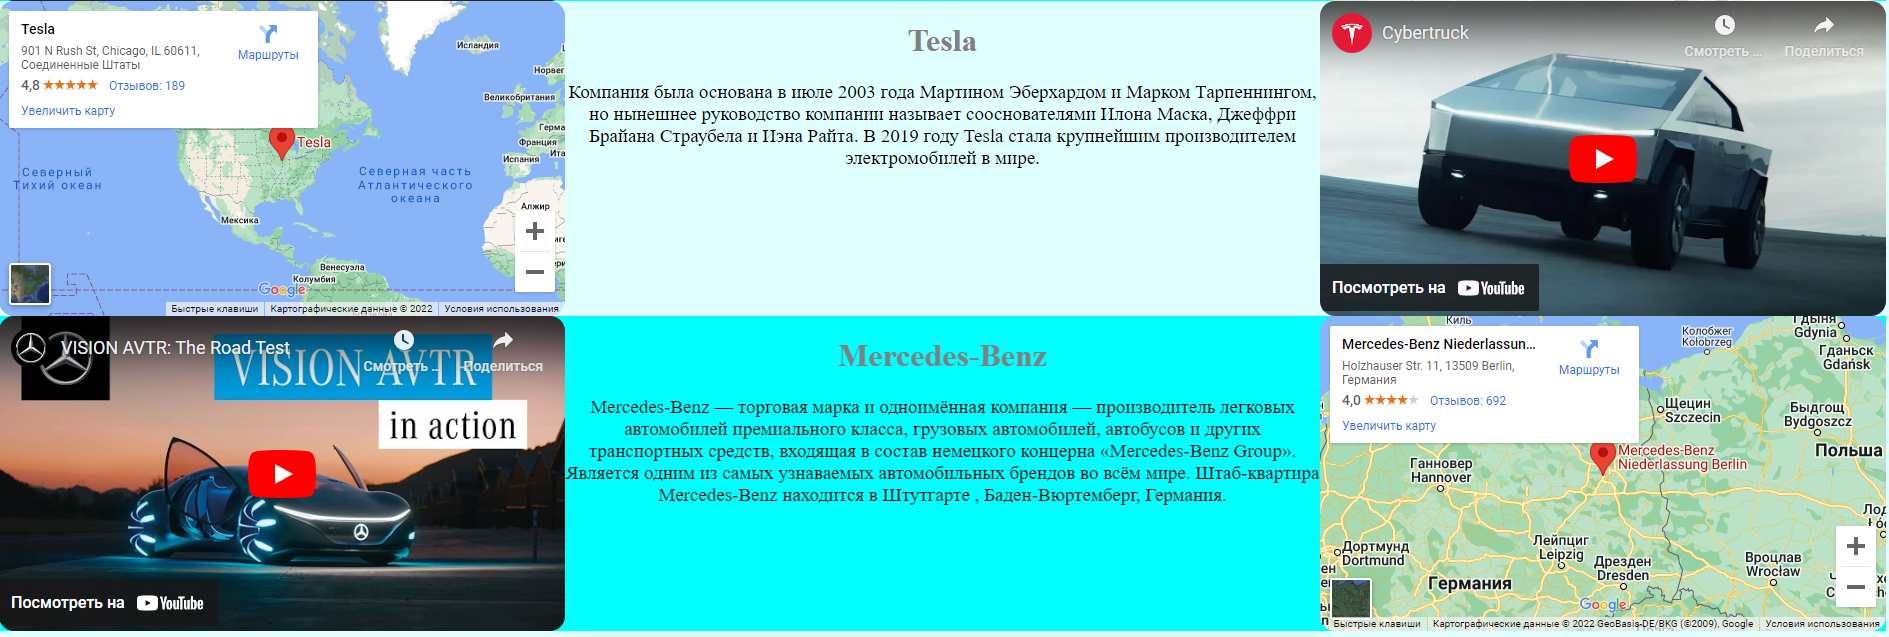 Tesla
901 N Rush St, Chicago, IL 60611,
Соединенные Штаты
4,8
Отзывов: 189
Маршруты
Увеличить карту
Исландия
Великобритания
Франция
Испания
Tesla
Северный
Тихий океан
Северная часть
Атлантического
океана
Алжир
Мексика
Венесуэла
Колумбия
Google
Быстрые клавиши
Картографические данные © 2022
Условия использования
Tesla
Компания была основана в июле 2003 года Мартином Эберхардом и Марком Тарпеннингом,
но нынешнее руководство компании называет сооснователями Илона Маска, Джеффри
Брайана Страубела и Иэна Райта. В 2019 году Tesla стала крупнейшим производителем
электромобилей в мире.
Cybertruck
Смотреть ...
Поделиться
Посмотреть на YouTube
VISION AVTR: The Road Test
Смотреть ...
Поделиться
VISION AVTR
in action
Посмотреть на YouTube
Mercedes-Benz
Mercedes-Benz — торговая марка и одноимённая компания — производитель легковых
автомобилей премиального класса, грузовых автомобилей, автобусов и других
транспортных средств, входящая в состав немецкого концерна «Mercedes-Benz Group».
Является одним из самых узнаваемых автомобильных брендов во всём мире. Штаб-квартира
Mercedes-Benz находится в Штутгарте , Баден-Вюртемберг, Германия.
Mercedes-Benz Niederlassun...
Holzhauser Str. 11, 13509 Berlin,
Германия
4,0
Отзывов: 692
Маршруты
Увеличить карту
Киль
Колобжег
Kołobrzeg
Гдыня
Gdynia
Гданьск
Gdańsk
Щецин
Szczecin
Быдгощ
Bydgoszcz
Польша
Mercedes-Benz
Niederlassung Berlin
Ганновер
Hannover
Дортмунд
Dortmund
Лейпциг
Leipzig
Дрезден
Dresden
Вроцлав
Wrocław
Германия
Google
Быстрые клавиши
Картографические данные © 2022 GeoBasis-DE/BKG (©2009), Google
Условия использования